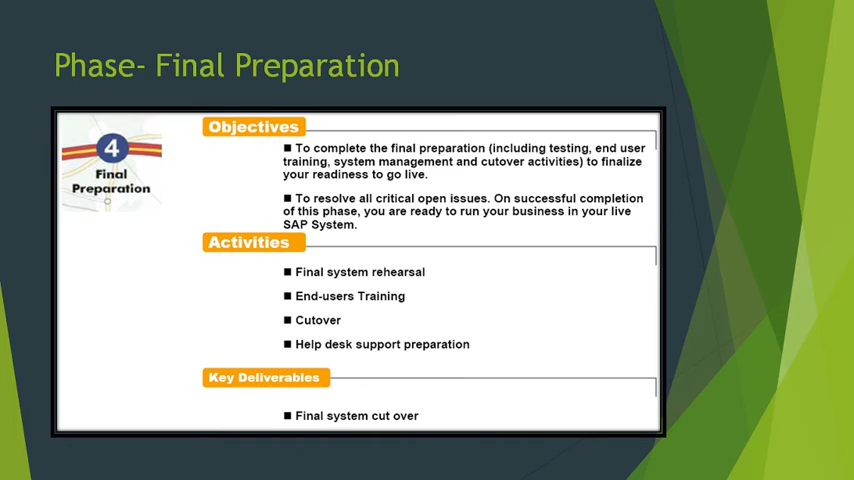 Phase- Final Preparation
4
Final
Preparation
Objectives
■ To complete the final preparation (including testing, end user
training, system management and cutover activities) to finalize
your readiness to go live.
■ To resolve all critical open issues. On successful completion
of this phase, you are ready to run your business in your live
SAP System.
Activities
■ Final system rehearsal
■ End-users Training
■ Cutover
■ Help desk support preparation
Key Deliverables
■ Final system cut over